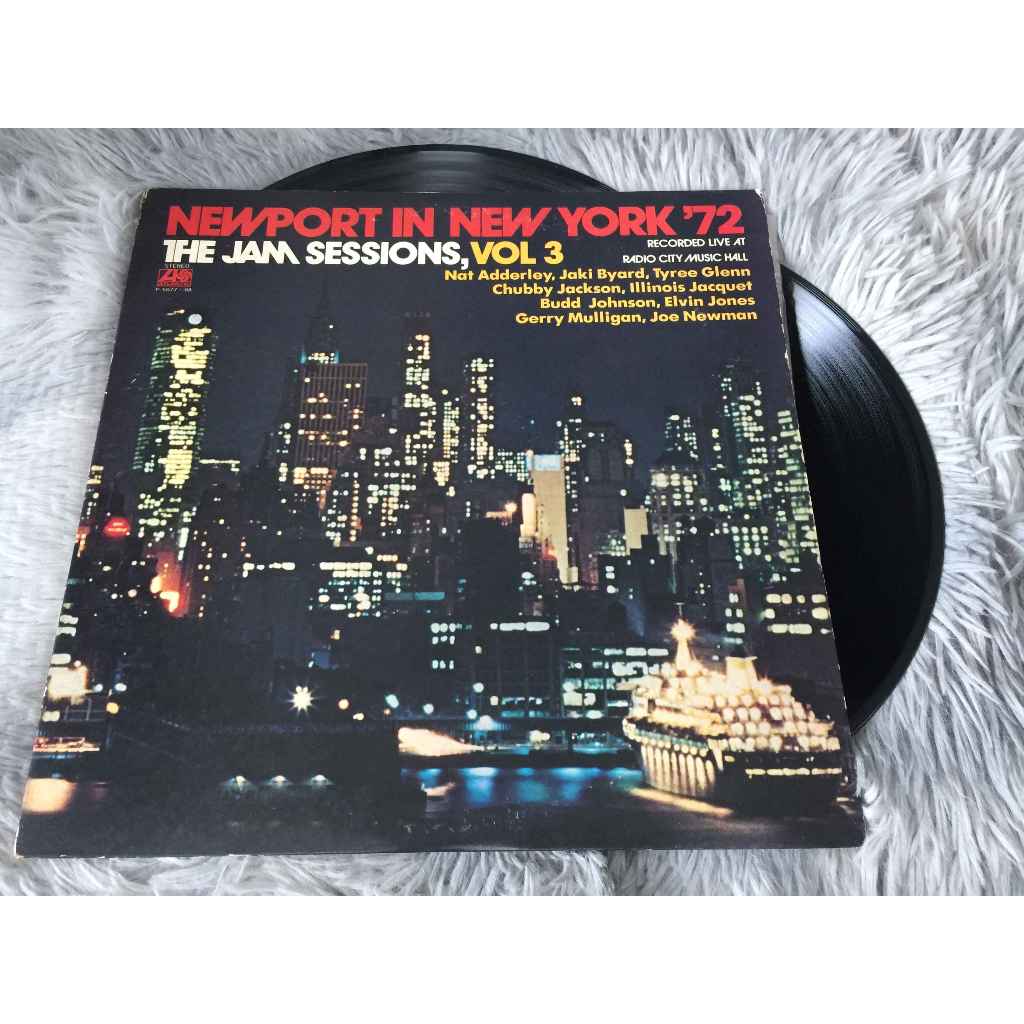 NEWPORT IN NEW YORK '72
THE JAM SESSIONS, VOL 3
RECORDED LIVE AT
RADIO CITY MUSIC HALL
STEREO
Nat Adderley, Jaki Byard, Tyree Glenn
Chubby Jackson, Illinois Jacquet
Budd Johnson, Elvin Jones
Gerry Mulligan, Joe Newman